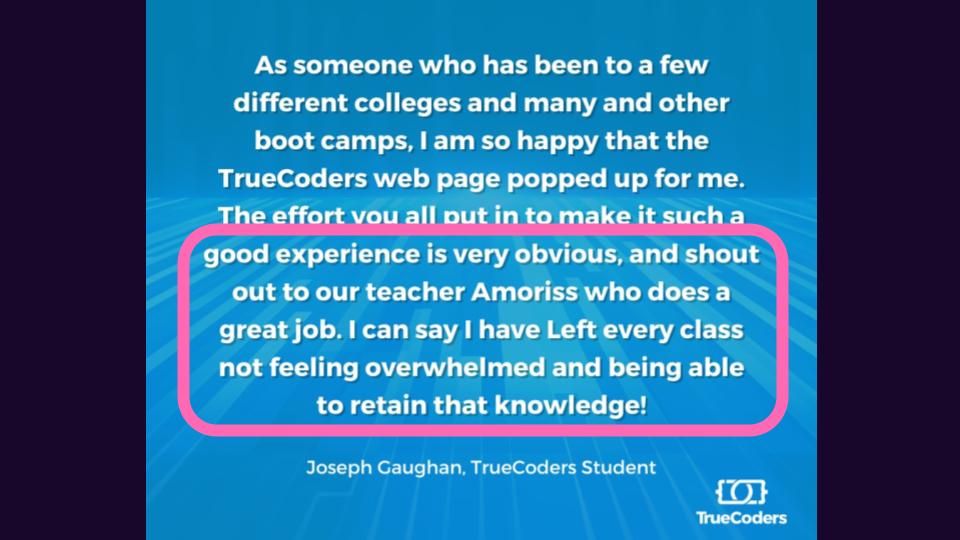 As someone who has been to a few
different colleges and many and other
boot camps, I am so happy that the
TrueCoders web page popped up for me.
The effort you all put in to make it such a
good experience is very obvious, and shout
out to our teacher Amoriss who does a
great job. I can say I have Left every class
not feeling overwhelmed and being able
to retain that knowledge!
Joseph Gaughan, TrueCoders Student
TrueCoders